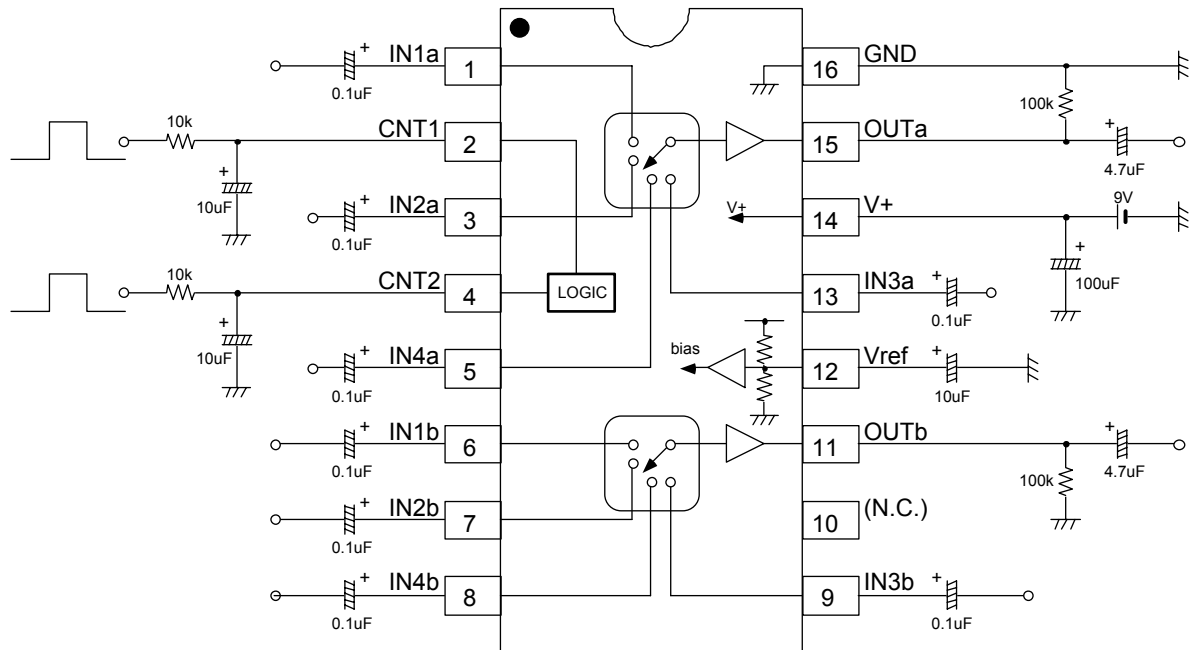 IN1a
+
0.1uF
1
16
GND
100k
10k
CNT1
2
15
OUTa
+
4.7uF
+
10uF
IN2a
+
0.1uF
3
V+
14
V+
9V
+
100uF
10k
CNT2
4
LOGIC
13
IN3a
+
0.1uF
+
10uF
IN4a
+
0.1uF
5
bias
12
Vref
+
10uF
IN1b
+
0.1uF
6
11
OUTb
+
4.7uF
100k
IN2b
+
0.1uF
7
10
(N.C.)
IN4b
+
0.1uF
8
9
IN3b
+
0.1uF